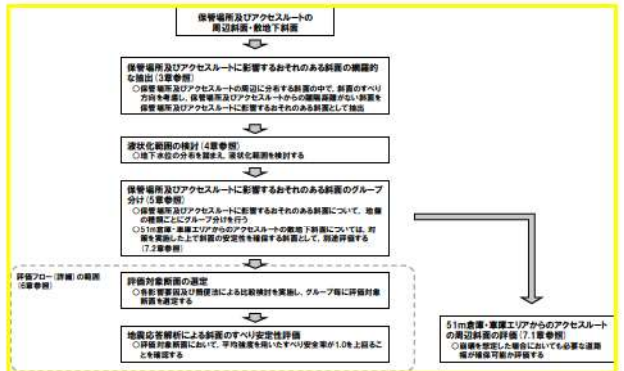 保管場所及びアクセスルートの
周辺斜面・敷地下斜面
保管場所及びアクセスルートに影響するおそれのある斜面の網羅的
な抽出(3章参照)
○保管場所及びアクセスルートの周辺に分布する斜面の中で、斜面のすべり
方向を考慮し、保管場所及びアクセスルートからの離隔距離がない斜面を
保管場所及びアクセスルートに影響するおそれのある斜面として抽出
液状化範囲の検討(4章参照)
○地下水位の分布を踏まえ、液状化範囲を検討する
保管場所及びアクセスルートに影響するおそれのある斜面のグループ
分け(5章参照)
○保管場所及びアクセスルートに影響するおそれのある斜面について、地盤
の種類ごとにグループ分けを行う
○51m倉庫・車庫エリアからのアクセスルートの敷地下斜面については、対
策を実施した上で斜面の安定性を確保する斜面として、別途評価する
(7.2章参照)
評価フロー(詳細)の範囲
(6章参照)
評価対象断面の選定
○各影響要因及び簡便法による比較検討を実施し、グループ毎に評価対象
断面を選定する
地震応答解析による斜面のすべり安定性評価
○評価対象断面において、平均強度を用いたすべり安全率が1.0を上回るこ
とを確認する
51m倉庫・車庫エリアからのアクセスルート
の周辺斜面の評価(7.1章参照)
○崩壊を想定した場合においても必要な道路
幅が確保可能か評価する